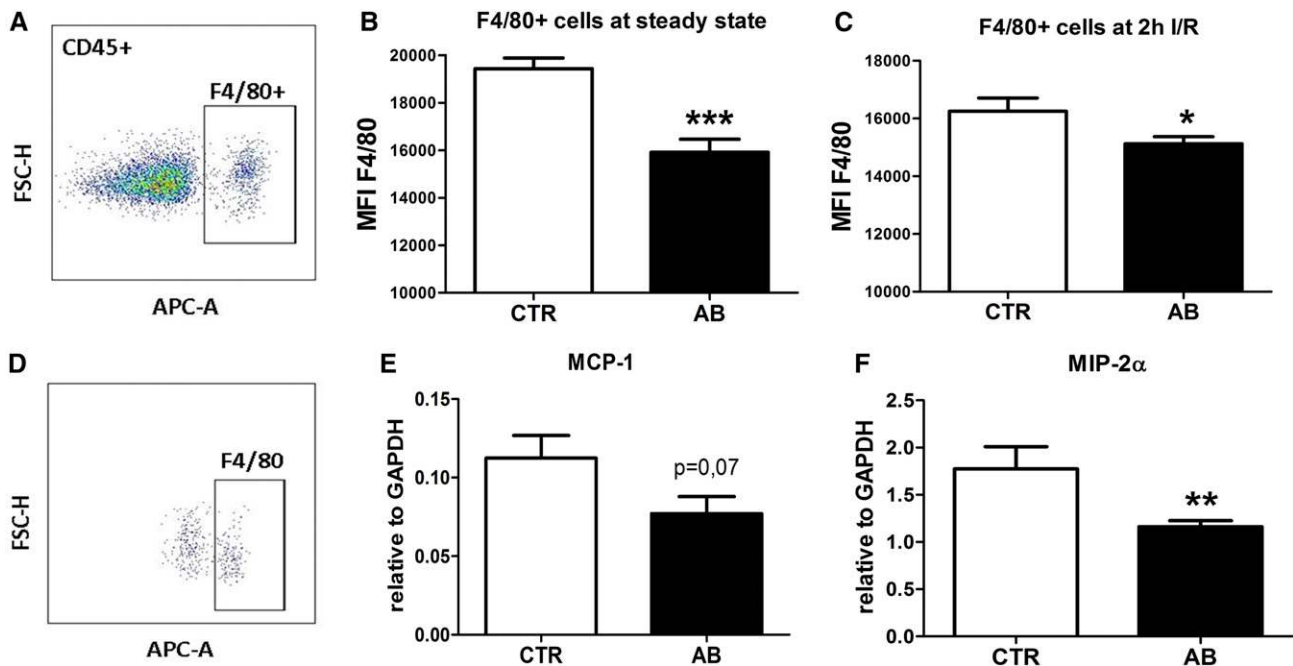 A
CD45+
F4/80+
FSC-H
APC-A
B
F4/80+ cells at steady state
MFI F4/80
20000
18000
16000
14000
12000
10000
***
CTR
AB
C
F4/80+ cells at 2h I/R
MFI F4/80
18000
16000
14000
12000
10000
*
CTR
AB
D
F4/80
FSC-H
APC-A
E
MCP-1
relative to GAPDH
0.15
0.10
0.05
0.00
p=0,07
CTR
AB
F
MIP-2α
relative to GAPDH
2.5
2.0
1.5
1.0
0.5
0.0
**
CTR
AB